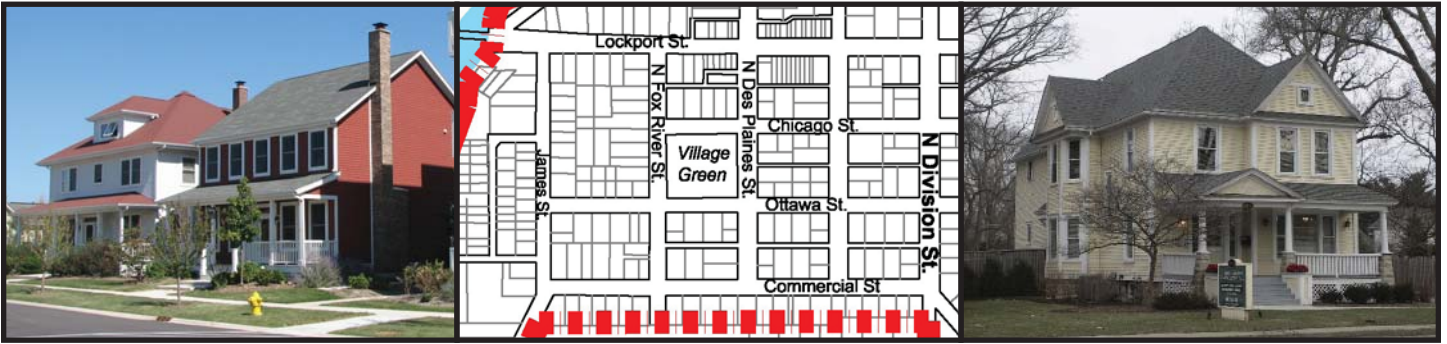 Lockport St.
N Fox River St.
N Des Plaines St.
Chicago St.
N Division St.
Village
Green
James St.
Ottawa St.
Commercial St